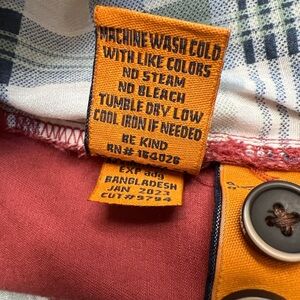 MACHINE WASH COLD
WITH LIKE COLORS
NO STEAM
NO BLEACH
TUMBLE DRY LOW
COOL IRON IF NEEDED
BE KIND
RN# 154026
EXP adg
BANGLADESH
JAN 2023
CUT# 9794